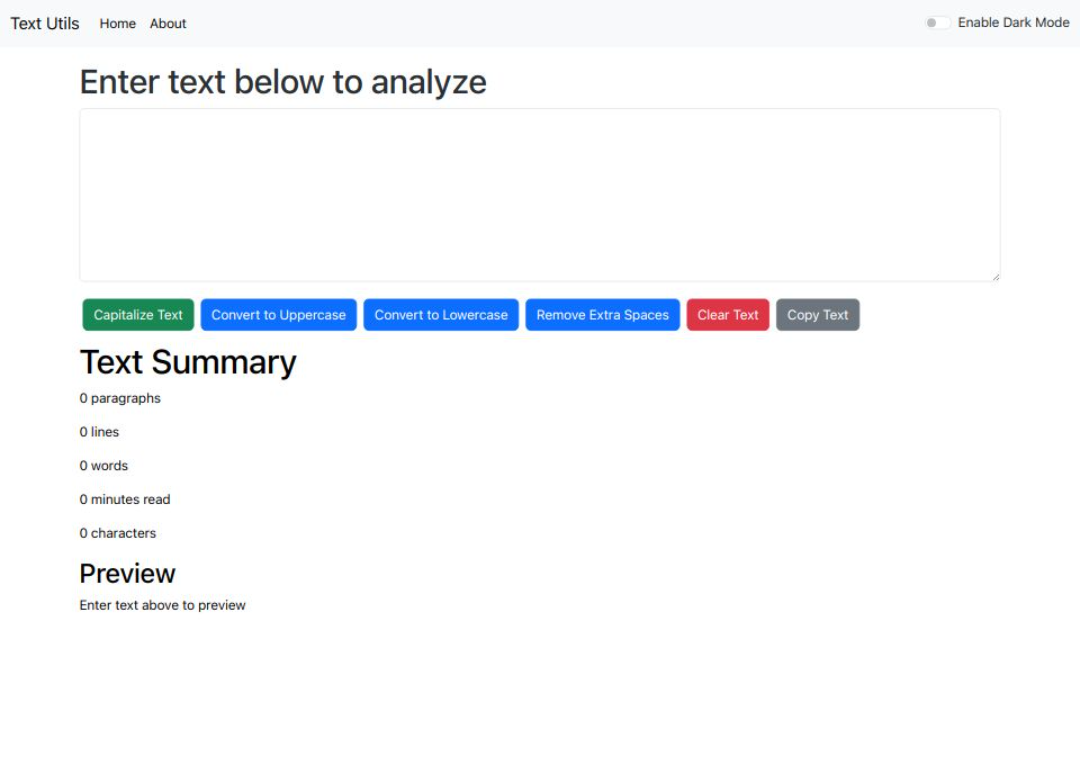 Text Utils Home About Enable Dark Mode
Enter text below to analyze
Capitalize Text Convert to Uppercase Convert to Lowercase Remove Extra Spaces Clear Text Copy Text
Text Summary
0 paragraphs
0 lines
0 words
0 minutes read
0 characters
Preview
Enter text above to preview